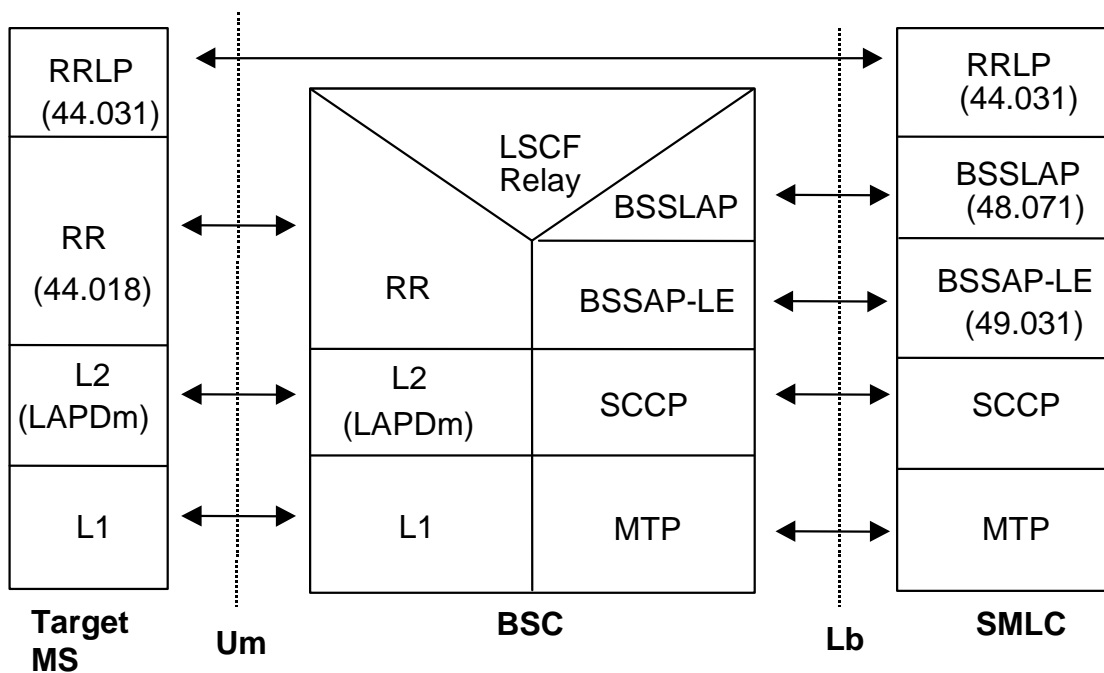 RRLP
(44.031)
RR
(44.018)
L2
(LAPDm)
L1
Target
MS
Um
LSCF
Relay
BSSLAP
RR
BSSAP-LE
L2
(LAPDm)
SCCP
L1
MTP
BSC
Lb
RRLP
(44.031)
BSSLAP
(48.071)
BSSAP-LE
(49.031)
SCCP
MTP
SMLC